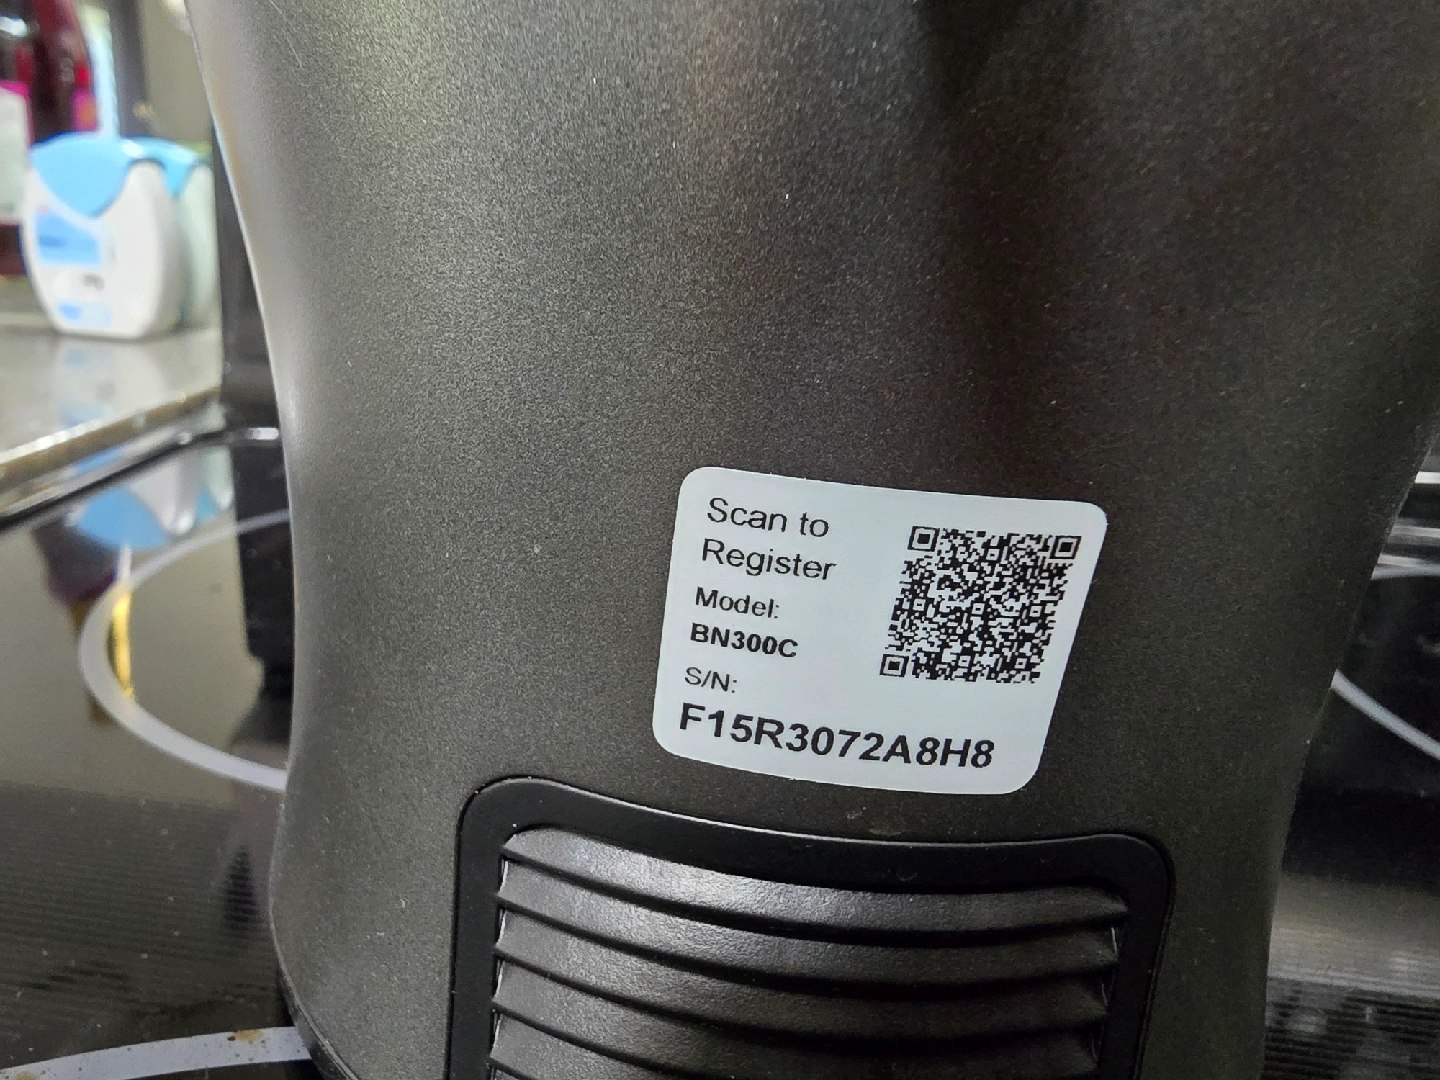 Scan to
Register
Model:
BN300C
S/N:
F15R3072A8H8